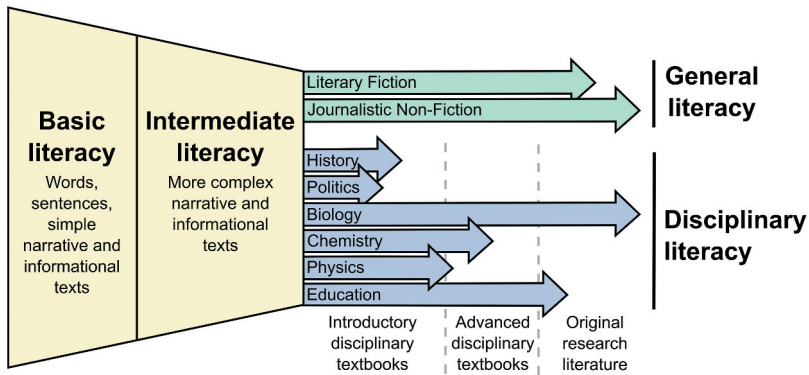 Basic
literacy
Words,
sentences,
simple
narrative and
informational
texts
Intermediate
literacy
More complex
narrative and
informational
texts
Literary Fiction
Journalistic Non-Fiction
General
literacy
History
Politics
Biology
Chemistry
Physics
Education
Disciplinary
literacy
Introductory
disciplinary
textbooks
Advanced
disciplinary
textbooks
Original
research
literature